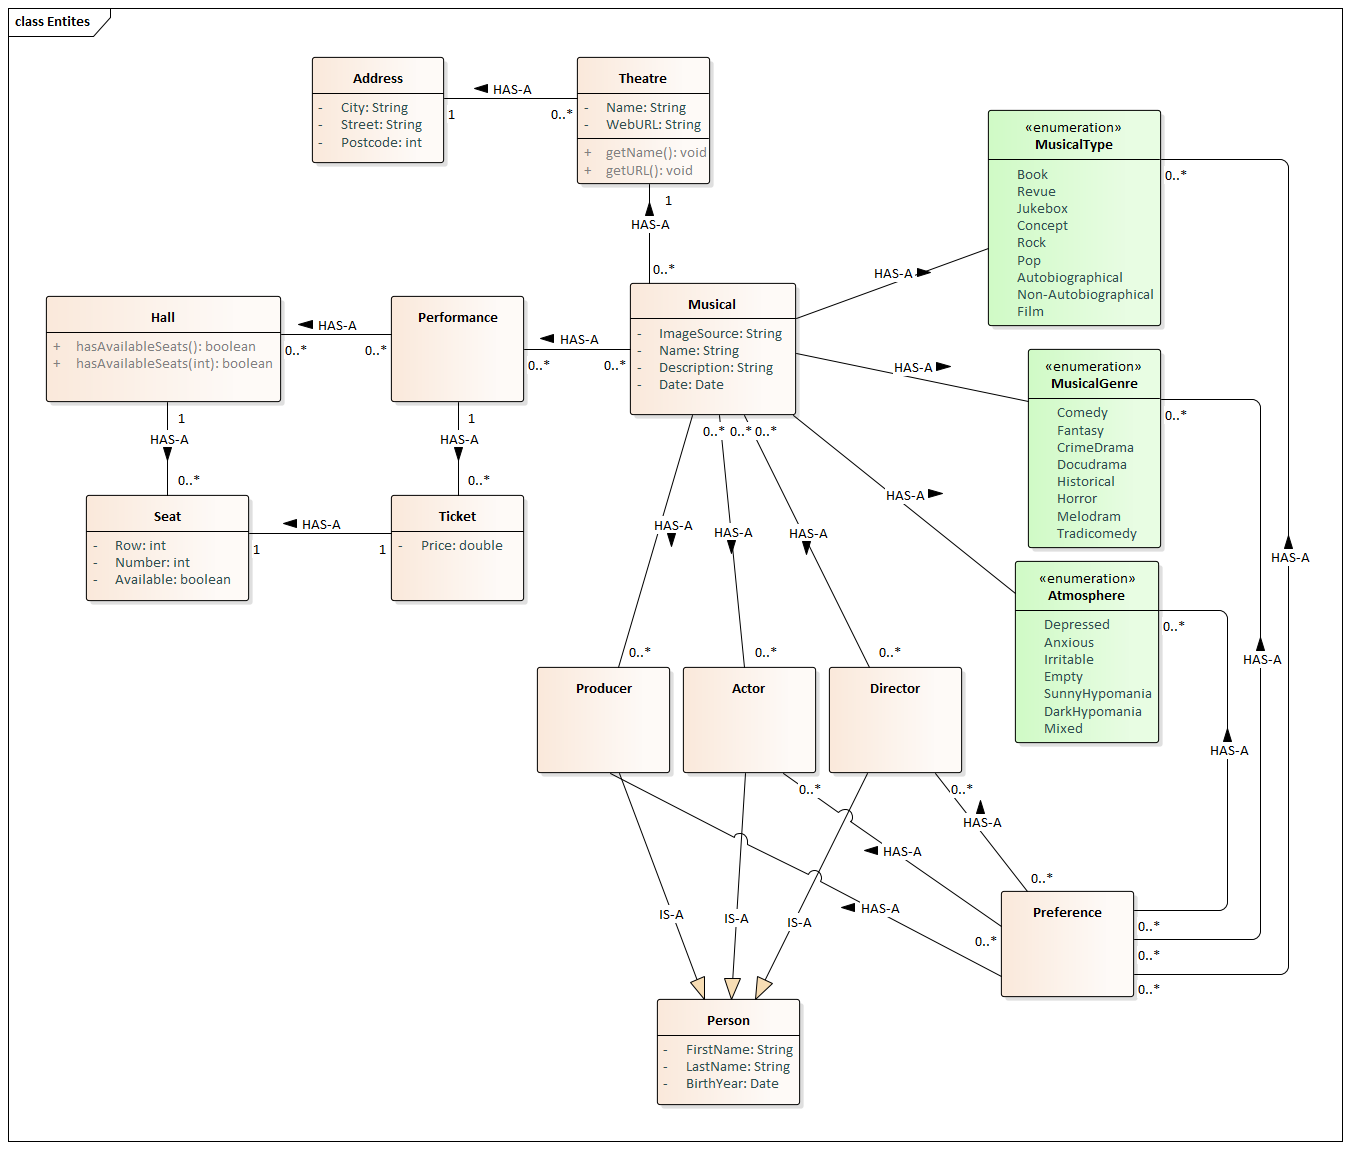 class Entites
Address
- City: String
- Street: String
- Postcode: int
HAS-A
1
0..*
Theatre
- Name: String
- WebURL: String
+ getName(): void
+ getURL(): void
1
HAS-A
0..*
«enumeration»
MusicalType
Book
Revue
Jukebox
Concept
Rock
Pop
Autobiographical
Non-Autobiographical
Film
0..*
HAS-A
Hall
+ hasAvailableSeats(): boolean
+ hasAvailableSeats(int): boolean
HAS-A
0..*
0..*
Performance
HAS-A
0..*
0..*
Musical
- ImageSource: String
- Name: String
- Description: String
- Date: Date
HAS-A
«enumeration»
MusicalGenre
Comedy
Fantasy
CrimeDrama
Docudrama
Historical
Horror
Melodram
Tradicomedy
0..*
1
HAS-A
0..*
1
HAS-A
0..*
0..*
0..*
0..*
HAS-A
Seat
- Row: int
- Number: int
- Available: boolean
HAS-A
1
1
Ticket
- Price: double
HAS-A
HAS-A
HAS-A
HAS-A
«enumeration»
Atmosphere
Depressed
Anxious
Irritable
Empty
SunnyHypomania
DarkHypomania
Mixed
0..*
0..*
0..*
0..*
HAS-A
Producer
Actor
Director
HAS-A
0..*
0..*
HAS-A
HAS-A
HAS-A
0..*
IS-A
IS-A
IS-A
0..*
Preference
0..*
0..*
0..*
Person
- FirstName: String
- LastName: String
- BirthYear: Date